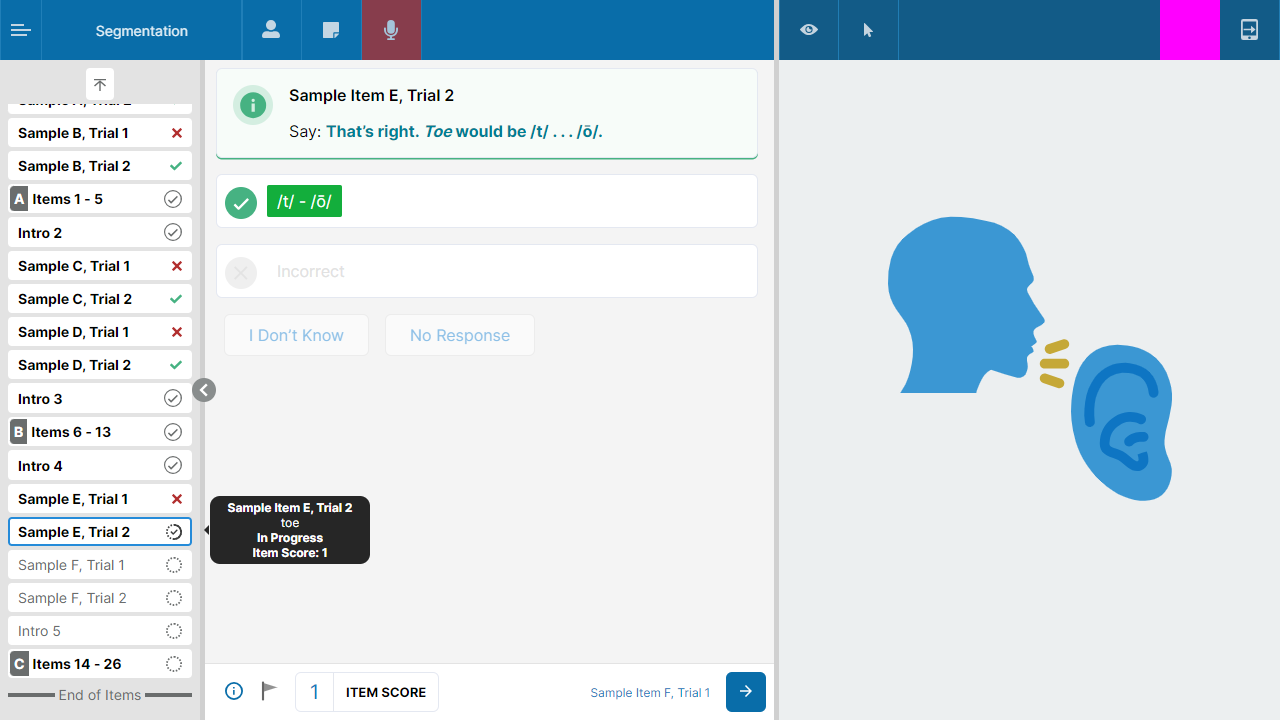 Segmentation
Sample B, Trial 1
Sample B, Trial 2
A Items 1 - 5
Intro 2
Sample C, Trial 1
Sample C, Trial 2
Sample D, Trial 1
Sample D, Trial 2
Intro 3
B Items 6 - 13
Intro 4
Sample E, Trial 1
Sample E, Trial 2
Sample F, Trial 1
Sample F, Trial 2
Intro 5
C Items 14 - 26
End of Items
Sample Item E, Trial 2
Say: That’s right. Toe would be /t/ . . . /ō/.
/t/ - /ō/
Incorrect
I Don’t Know
No Response
Sample Item E, Trial 2
toe
In Progress
Item Score: 1
1 ITEM SCORE
Sample Item F, Trial 1